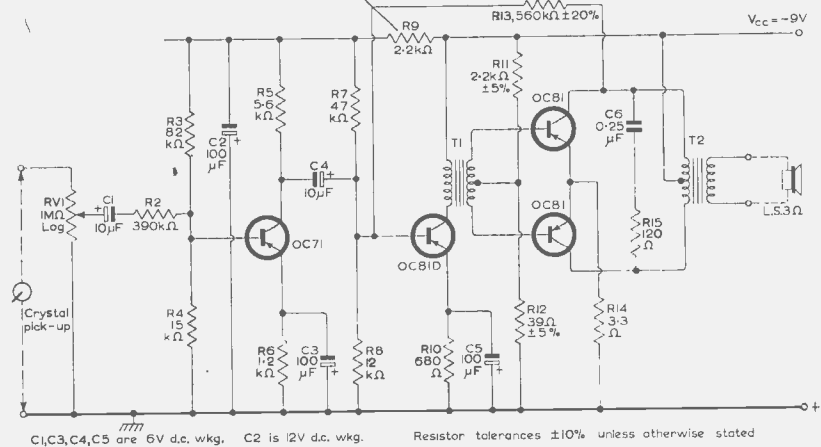 R13,560kΩ ±20%
VCC = -9V
R9
2.2kΩ
R11
2.2kΩ
±5%
OC81
R5
5.6
kΩ
R7
47
kΩ
R3
82
kΩ
C2
100
μF
+
T1
C6
0.25
μF
T2
C4
10μF
+
RV1
1MΩ
Log
+
C1
10μF
R2
390kΩ
OC71
OC81D
OC81
R15
120
Ω
L.S.3Ω
Crystal
pick-up
R4
15
kΩ
R6
1.2
kΩ
C3
100
μF
+
R8
12
kΩ
R10
680
Ω
C5
100
μF
+
R12
39Ω
±5%
R14
3.3
Ω
+
C1,C3,C4,C5 are 6V d.c. wkg. C2 is 12V d.c. wkg. Resistor tolerances ±10% unless otherwise stated